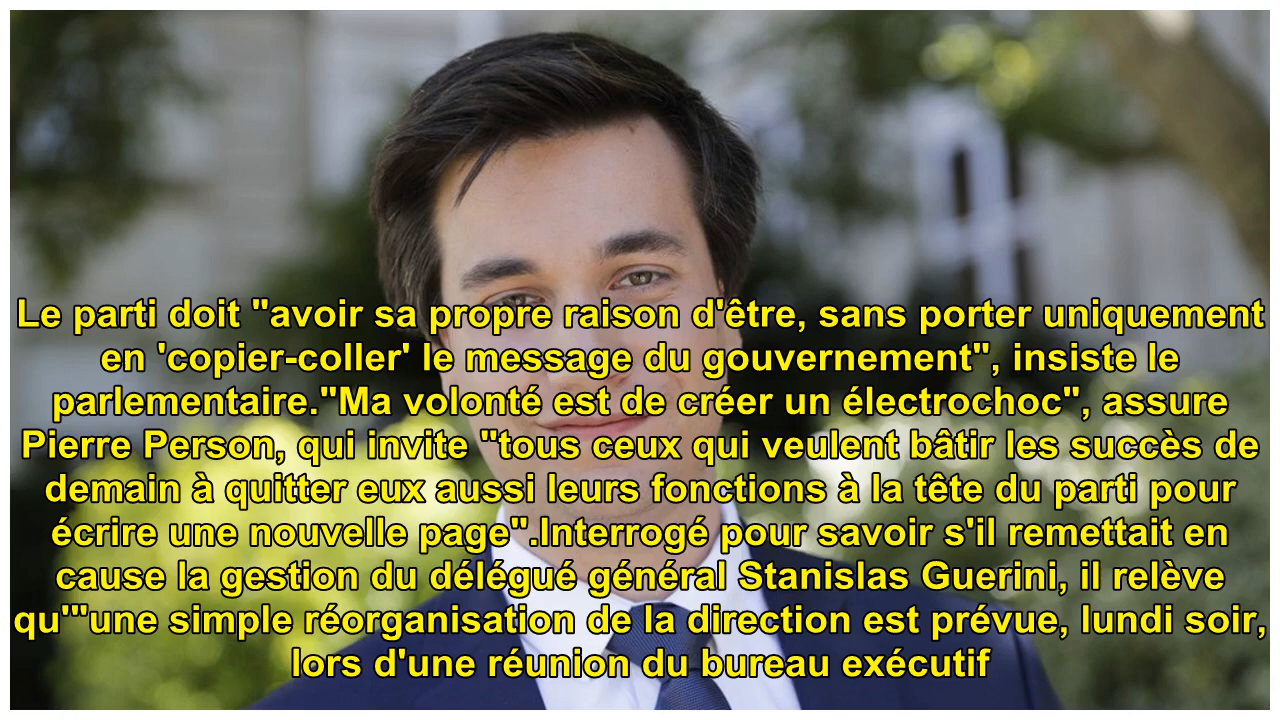 Le parti doit "avoir sa propre raison d'être, sans porter uniquement
en 'copier-coller' le message du gouvernement", insiste le
parlementaire."Ma volonté est de créer un électrochoc", assure
Pierre Person, qui invite "tous ceux qui veulent bâtir les succès de
demain à quitter eux aussi leurs fonctions à la tête du parti pour
écrire une nouvelle page".Interrogé pour savoir s'il remettait en
cause la gestion du délégué général Stanislas Guerini, il relève
qu'"une simple réorganisation de la direction est prévue, lundi soir,
lors d'une réunion du bureau exécutif